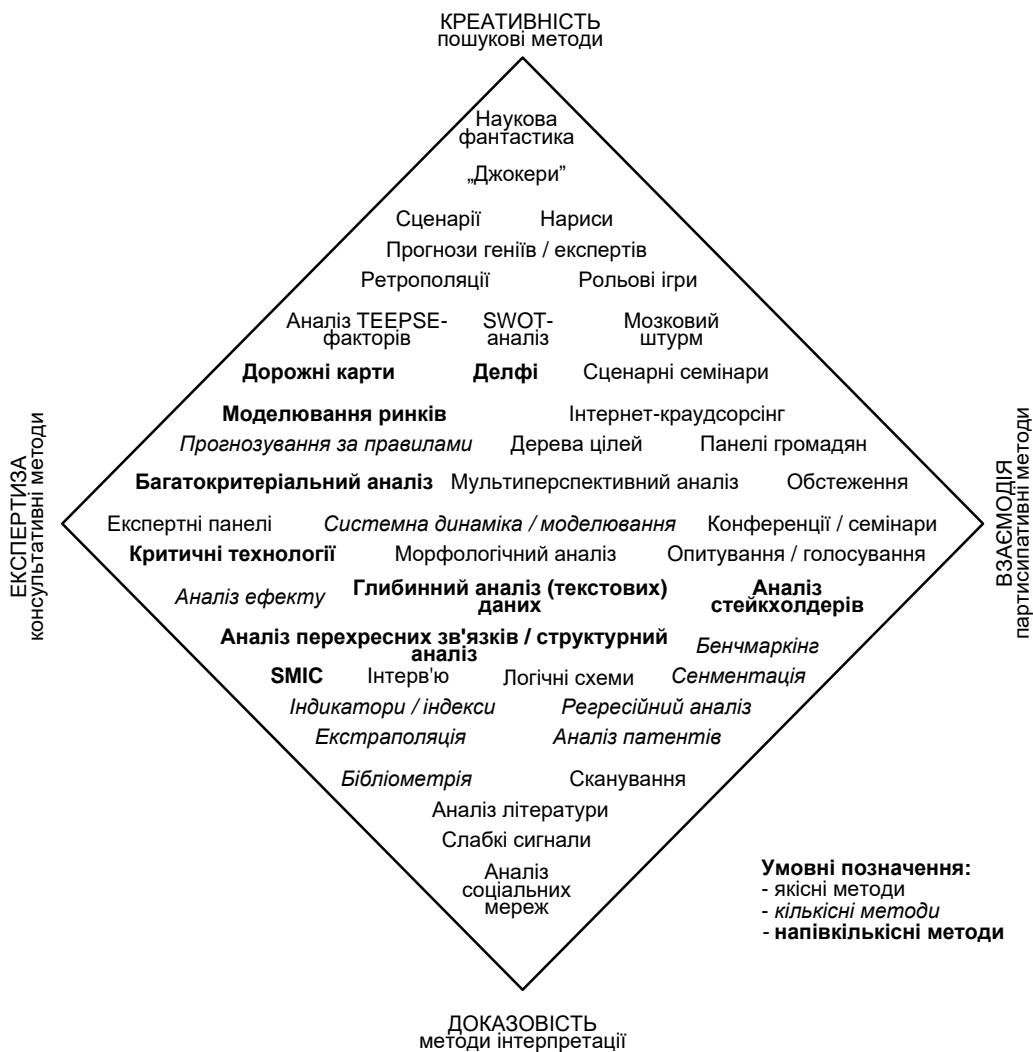 КРЕАТИВНІСТЬ
пошукові методи
Наукова
фантастика
„Джокери”
Сценарії Нариси
Прогнози геніїв / експертів
Ретрополяції Рольові ігри
Аналіз TEEPSE-
факторів
SWOT-
аналіз
Мозковий
штурм
Дорожні карти Делфі Сценарні семінари
Моделювання ринків Інтернет-краудсорсінг
Прогнозування за правилами Дерева цілей Панелі громадян
Багатокритеріальний аналіз Мультиперспективний аналіз Обстеження
ЕКСПЕРТИЗА
консультативні методи
Експертні панелі Системна динаміка / моделювання Конференції / семінари
ВЗАЄМОДІЯ
партисипативні методи
Критичні технології Морфологічний аналіз Опитування / голосування
Аналіз ефекту
Глибинний аналіз (текстових)
даних
Аналіз
стейкхолдерів
Аналіз перехресних зв'язків / структурний
аналіз
Бенчмаркінг
SMIC Інтерв'ю Логічні схеми Сенментація
Індикатори / індекси Регресійний аналіз
Екстраполяція Аналіз патентів
Бібліометрія Сканування
Аналіз літератури
Слабкі сигнали
Аналіз
соціальних
мереж
Умовні позначення:
- якісні методи
- кількісні методи
- напівкількісні методи
ДОКАЗОВІСТЬ
методи інтерпретації